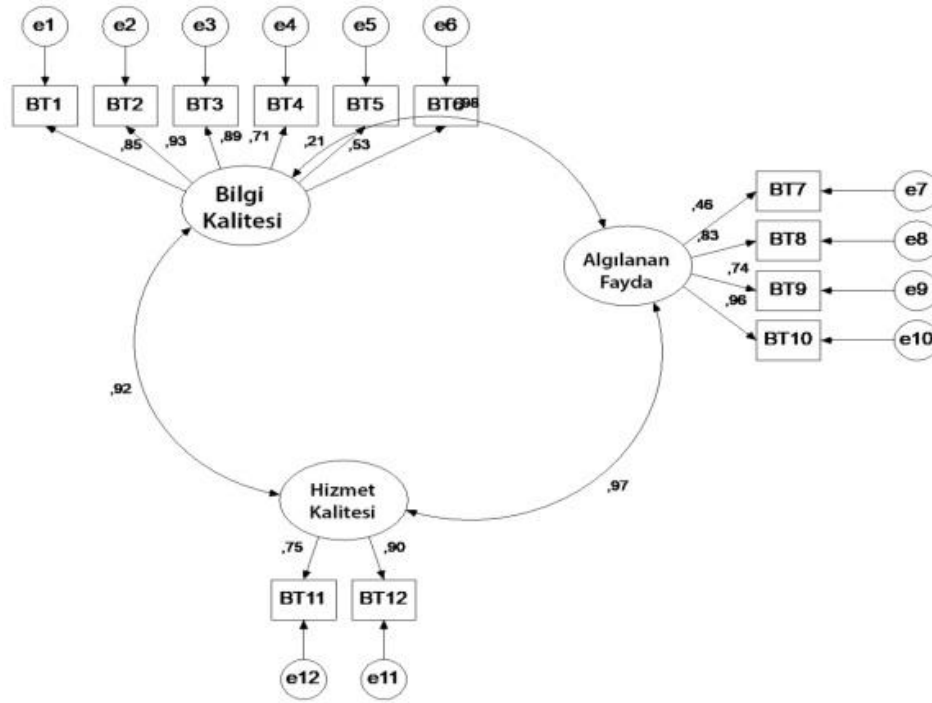 e1 e2 e3 e4 e5 e6
BT1 BT2 BT3 BT4 BT5 BT6 ,98
,85 ,93 ,89 ,71 ,21 ,53
Bilgi
Kalitesi
BT7 e7
,46
,83 BT8 e8
Algılanan
Fayda
,74 BT9 e9
,96
BT10 e10
,92
,97
Hizmet
Kalitesi
,75 ,90
BT11 BT12
e12 e11